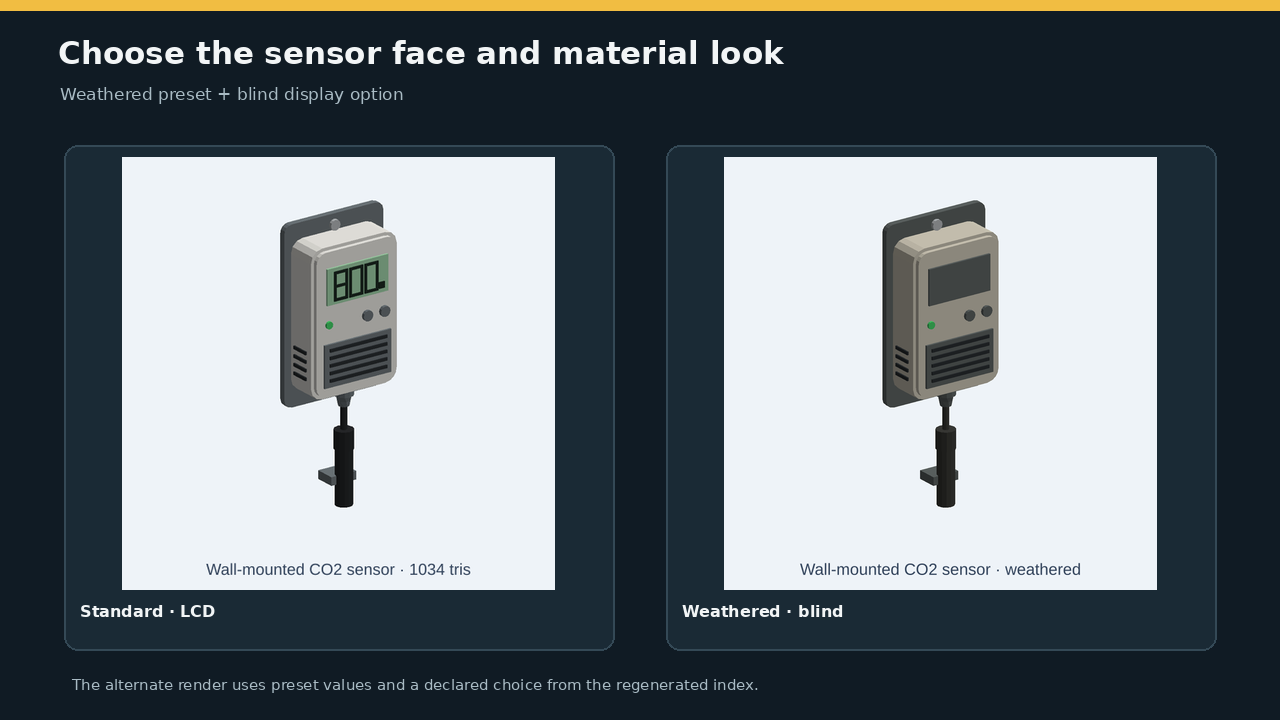 Choose the sensor face and material look
Weathered preset + blind display option
800.
Wall-mounted CO2 sensor · 1034 tris
Standard · LCD
Wall-mounted CO2 sensor · weathered
Weathered · blind
The alternate render uses preset values and a declared choice from the regenerated index.